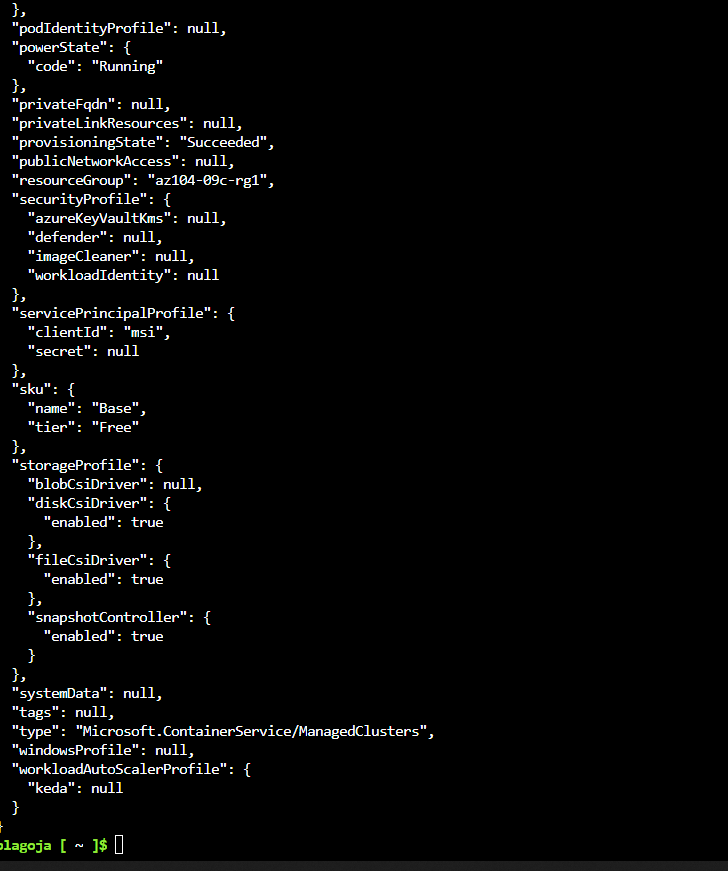 },
"podIdentityProfile": null,
"powerState": {
"code": "Running"
},
"privateFqdn": null,
"privateLinkResources": null,
"provisioningState": "Succeeded",
"publicNetworkAccess": null,
"resourceGroup": "az104-09c-rg1",
"securityProfile": {
"azureKeyVaultKms": null,
"defender": null,
"imageCleaner": null,
"workloadIdentity": null
},
"servicePrincipalProfile": {
"clientId": "msi",
"secret": null
},
"sku": {
"name": "Base",
"tier": "Free"
},
"storageProfile": {
"blobCsiDriver": null,
"diskCsiDriver": {
"enabled": true
},
"fileCsiDriver": {
"enabled": true
},
"snapshotController": {
"enabled": true
}
},
"systemData": null,
"tags": null,
"type": "Microsoft.ContainerService/ManagedClusters",
"windowsProfile": null,
"workloadAutoScalerProfile": {
"keda": null
}
}
blagoja [ ~ ]$